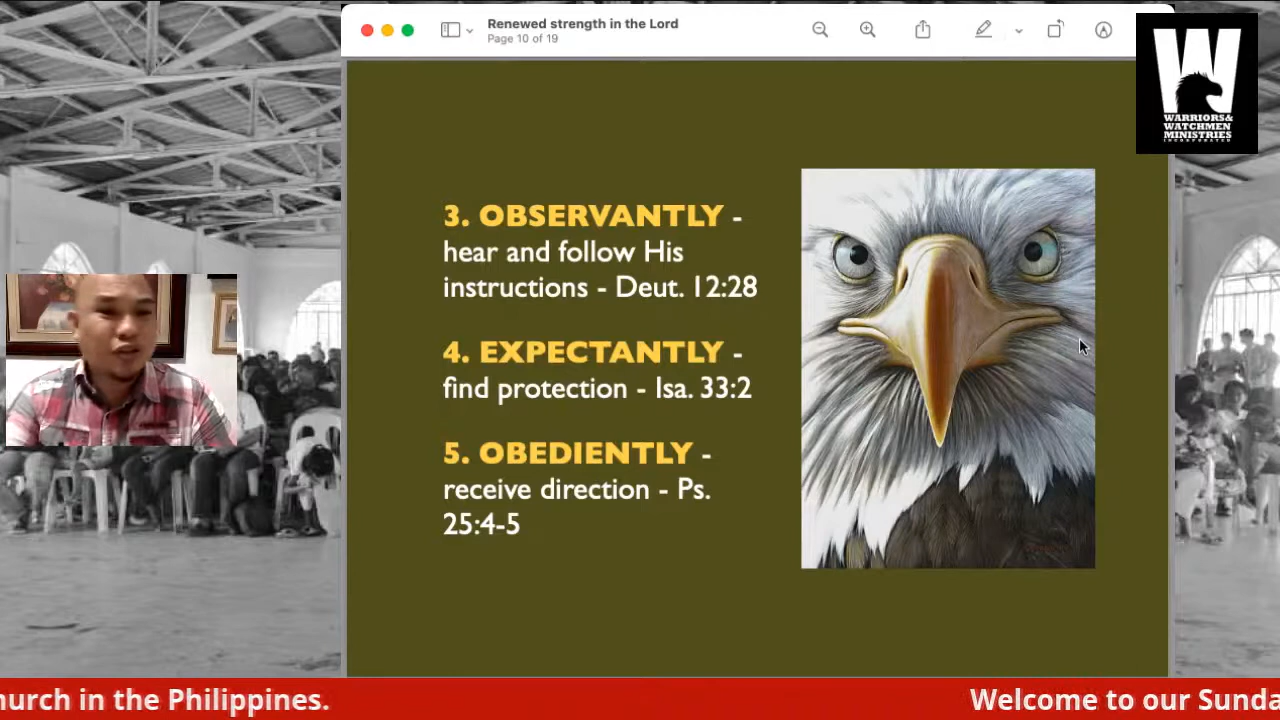 Renewed strength in the Lord
Page 10 of 19
W
WARRIORS&
WATCHMEN
MINISTRIES
INCORPORATED
3. OBSERVANTLY -
hear and follow His
instructions - Deut. 12:28
4. EXPECTANTLY -
find protection - Isa. 33:2
5. OBEDIENTLY -
receive direction - Ps.
25:4-5
hurch in the Philippines.
Welcome to our Sunda